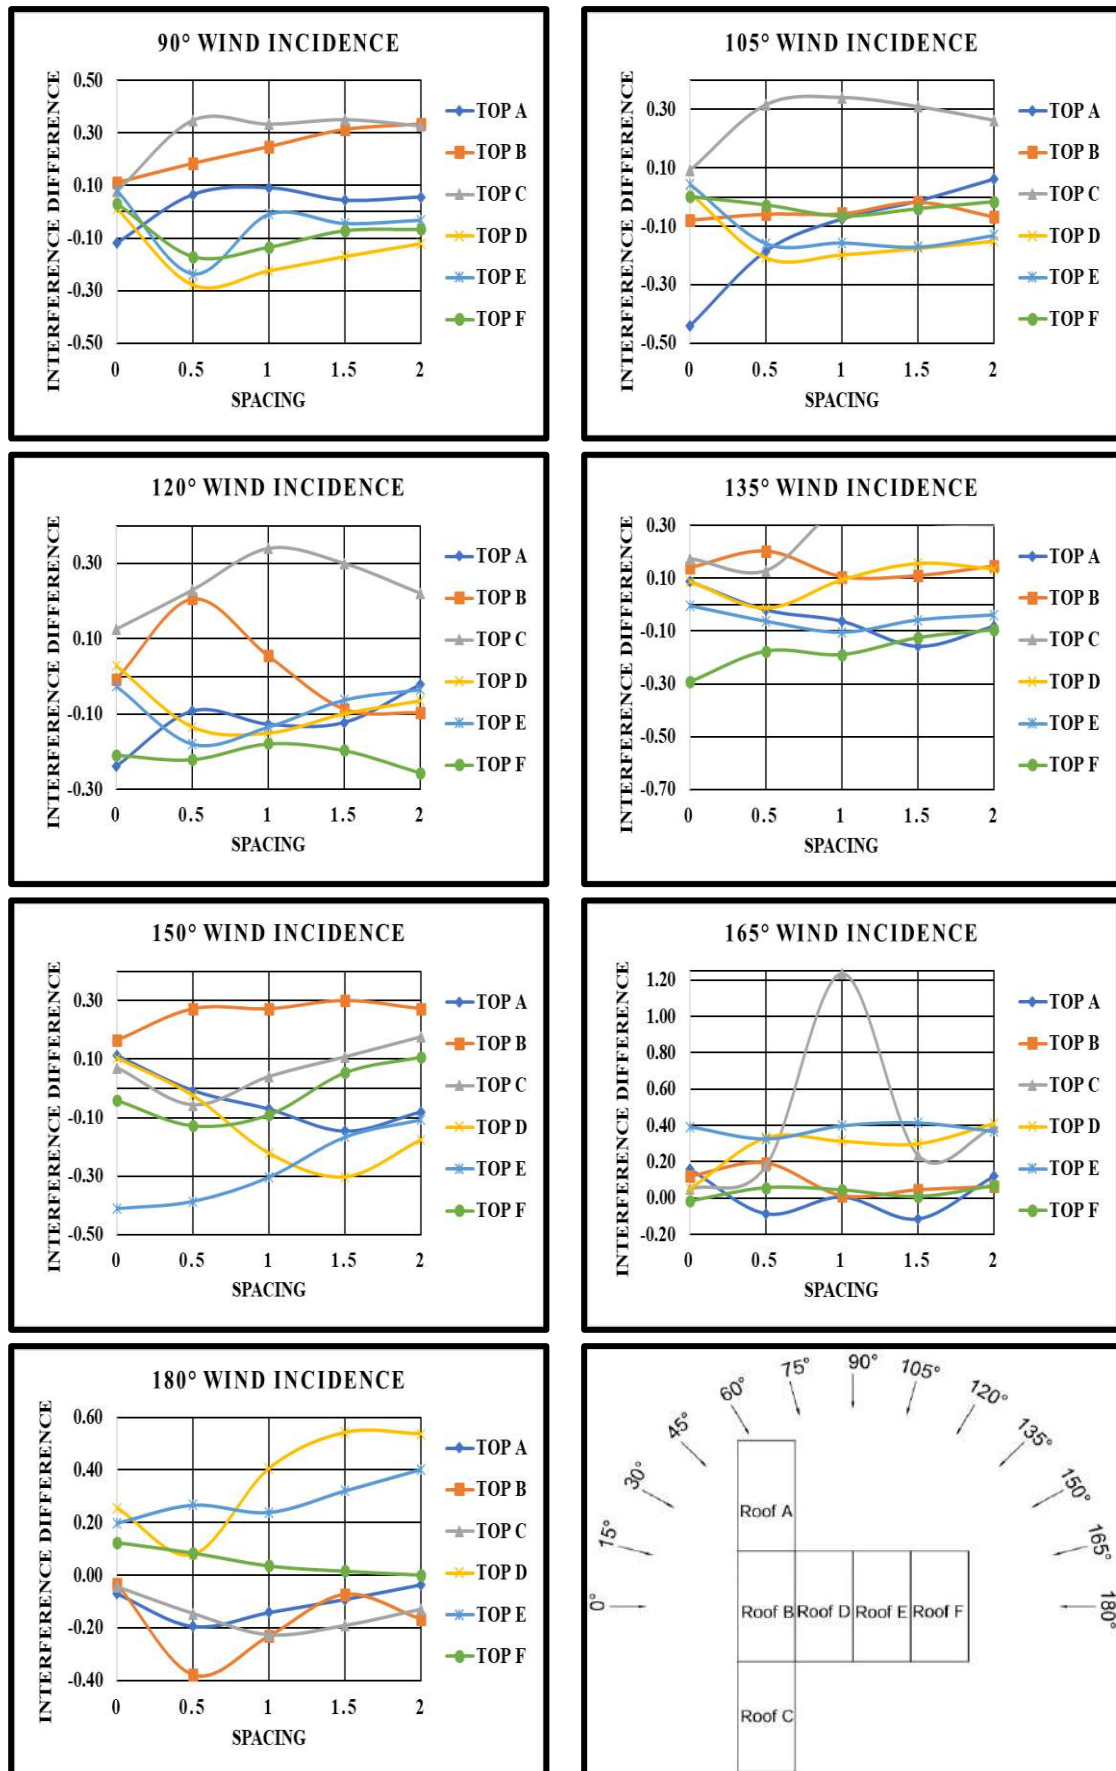 90° WIND INCIDENCE
INTERFERENCE DIFFERENCE
0.50
0.30
0.10
-0.10
-0.30
-0.50
0 0.5 1 1.5 2
SPACING
TOP A
TOP B
TOP C
TOP D
TOP E
TOP F
105° WIND INCIDENCE
INTERFERENCE DIFFERENCE
0.30
0.10
-0.10
-0.30
-0.50
0 0.5 1 1.5 2
SPACING
TOP A
TOP B
TOP C
TOP D
TOP E
TOP F
120° WIND INCIDENCE
INTERFERENCE DIFFERENCE
0.30
0.10
-0.10
-0.30
0 0.5 1 1.5 2
SPACING
TOP A
TOP B
TOP C
TOP D
TOP E
TOP F
135° WIND INCIDENCE
INTERFERENCE DIFFERENCE
0.30
0.10
-0.10
-0.30
-0.50
-0.70
0 0.5 1 1.5 2
SPACING
TOP A
TOP B
TOP C
TOP D
TOP E
TOP F
150° WIND INCIDENCE
INTERFERENCE DIFFERENCE
0.30
0.10
-0.10
-0.30
-0.50
0 0.5 1 1.5 2
SPACING
TOP A
TOP B
TOP C
TOP D
TOP E
TOP F
165° WIND INCIDENCE
INTERFERENCE DIFFERENCE
1.20
1.00
0.80
0.60
0.40
0.20
0.00
-0.20
0 0.5 1 1.5 2
SPACING
TOP A
TOP B
TOP C
TOP D
TOP E
TOP F
180° WIND INCIDENCE
INTERFERENCE DIFFERENCE
0.60
0.40
0.20
0.00
-0.20
-0.40
0 0.5 1 1.5 2
SPACING
TOP A
TOP B
TOP C
TOP D
TOP E
TOP F
0°
15°
30°
45°
60°
75°
90°
105°
120°
135°
150°
165°
180°
Roof A
Roof B Roof D Roof E Roof F
Roof C